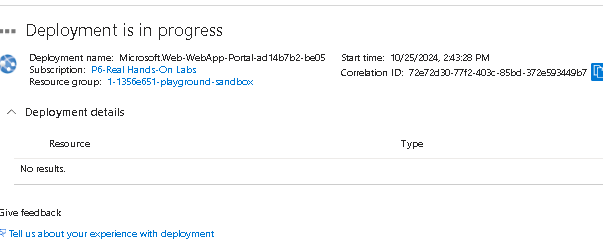 Deployment is in progress
Deployment name: Microsoft.Web-WebApp-Portal-ad14b7b2-be05
Start time: 10/25/2024, 2:43:28 PM
Subscription: P6-Real Hands-On Labs
Correlation ID: 72e72d30-77f2-403c-85bd-372e593449b7
Resource group: 1-1356e651-playground-sandbox
Deployment details
Resource Type
No results.
Give feedback
Tell us about your experience with deployment